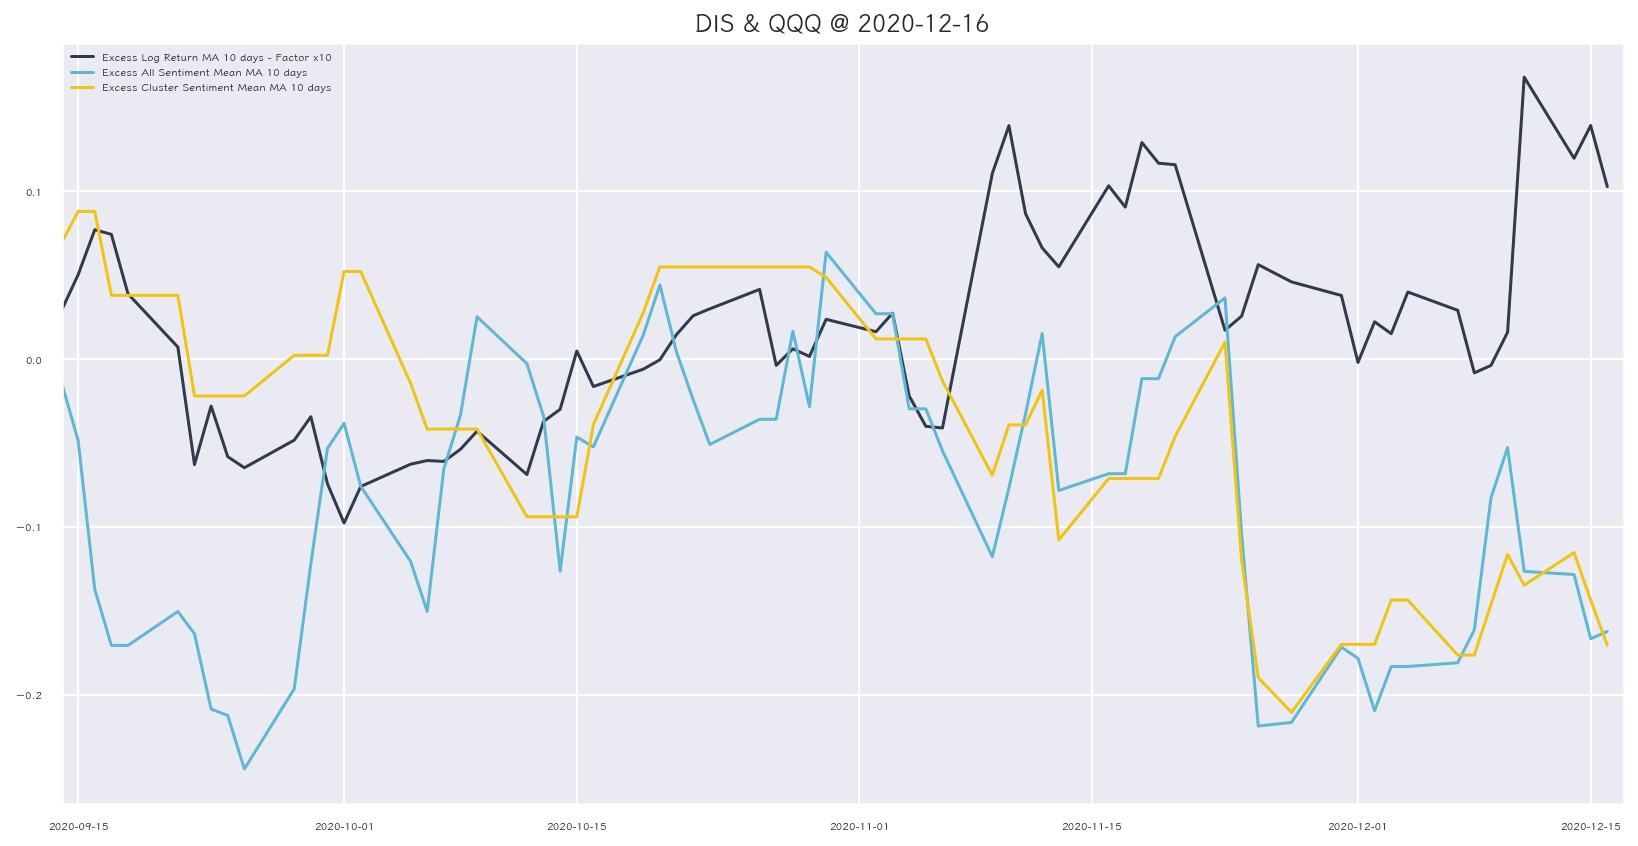 DIS & QQQ @ 2020-12-16
Excess Log Return MA 10 days - Factor x10
Excess All Sentiment Mean MA 10 days
Excess Cluster Sentiment Mean MA 10 days
0.1
0.0
−0.1
−0.2
2020-09-15 2020-10-01 2020-10-15 2020-11-01 2020-11-15 2020-12-01 2020-12-15